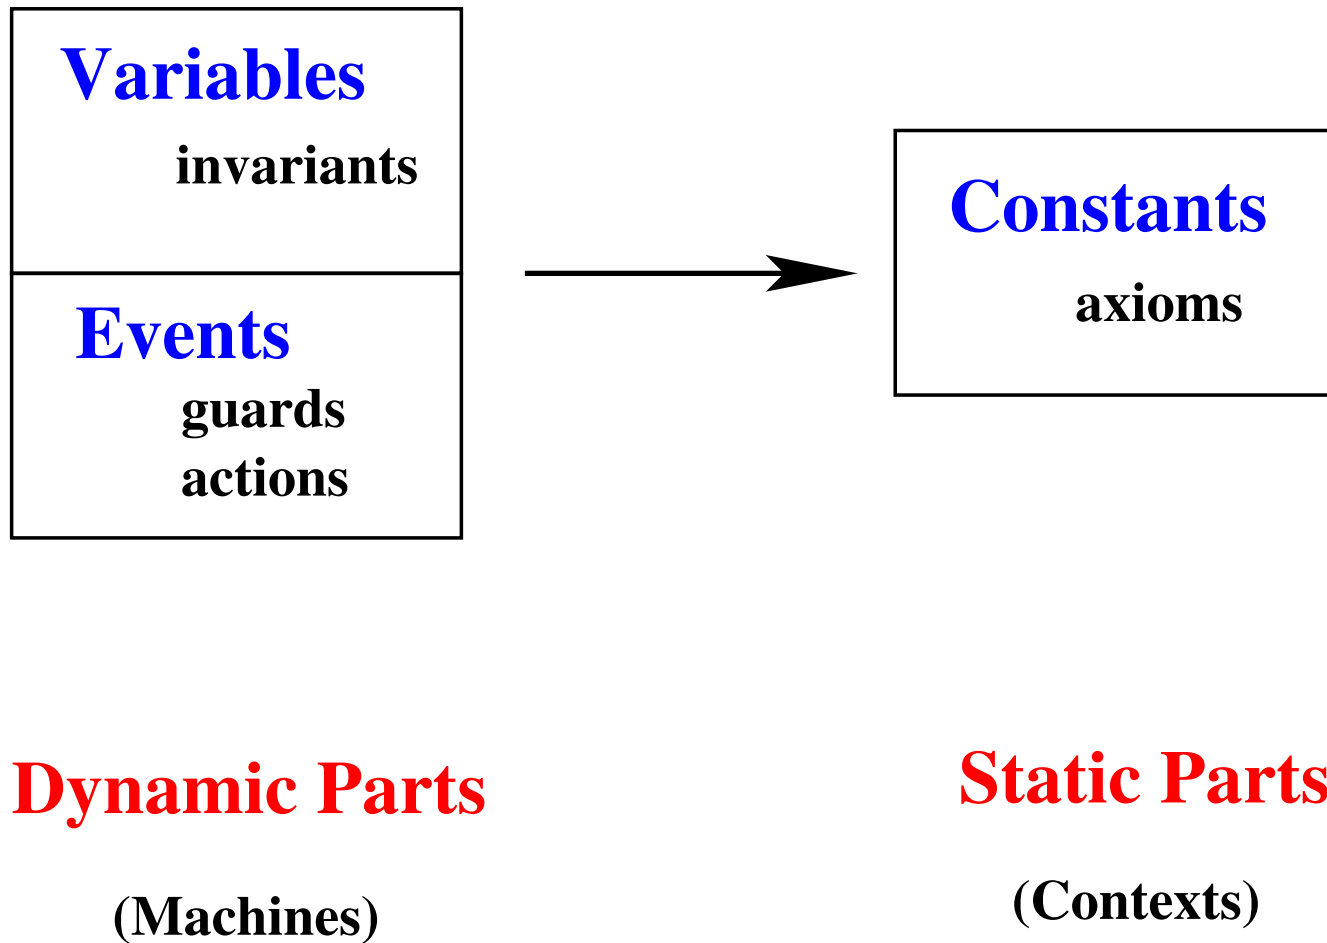 Variables
invariants
Events
guards
actions
Constants
axioms
Dynamic Parts
(Machines)
Static Parts
(Contexts)